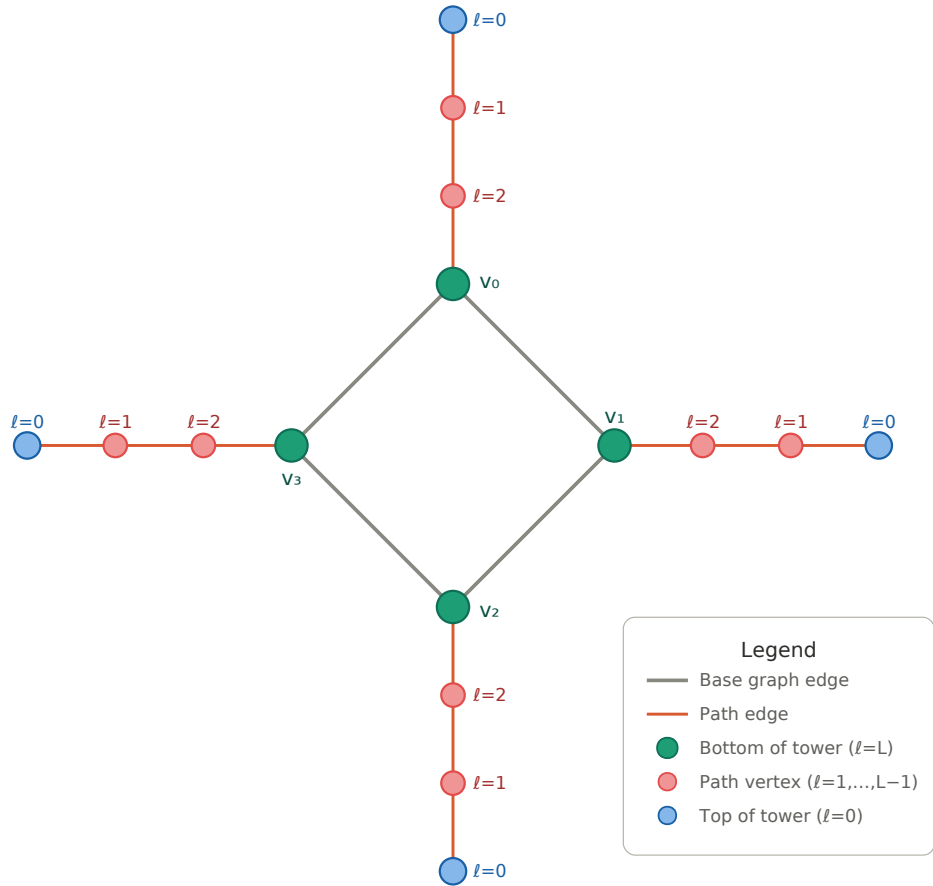 ℓ=0
ℓ=1
ℓ=2
v₀
ℓ=0 ℓ=1 ℓ=2
v₁
ℓ=2 ℓ=1 ℓ=0
v₃
v₂
ℓ=2
ℓ=1
ℓ=0
Legend
Base graph edge
Path edge
Bottom of tower (ℓ=L)
Path vertex (ℓ=1,...,L−1)
Top of tower (ℓ=0)